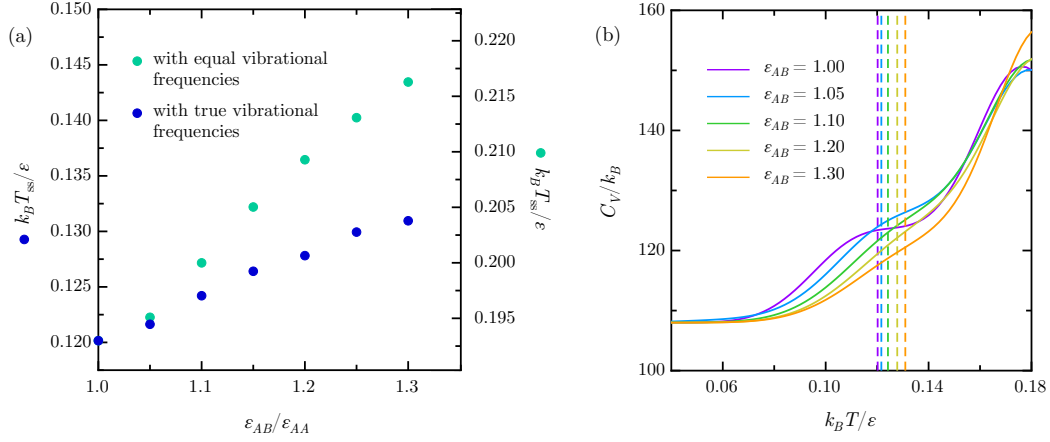 (a)
0.150
0.145
0.140
0.135
0.130
0.125
0.120
k_B T_ss/ε
with equal vibrational
frequencies
with true vibrational
frequencies
0.220
0.215
0.210
0.205
0.200
0.195
k_B T_ss/ε
1.0
1.1
1.2
1.3
ε_AB/ε_AA
(b)
160
140
120
100
C_V/k_B
ε_AB = 1.00
ε_AB = 1.05
ε_AB = 1.10
ε_AB = 1.20
ε_AB = 1.30
0.06
0.10
0.14
0.18
k_B T/ε